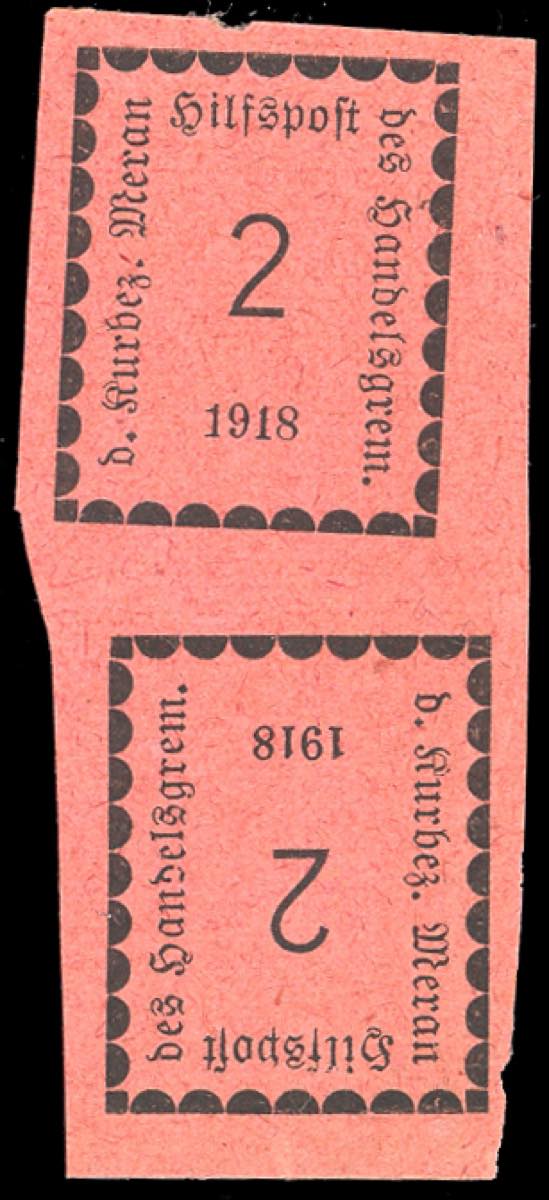 d. Kurbez. Meran
Hilfspost
des Handelsgrem.
2
1918
d. Kurbez. Meran
Hilfspost
des Handelsgrem.
2
1918